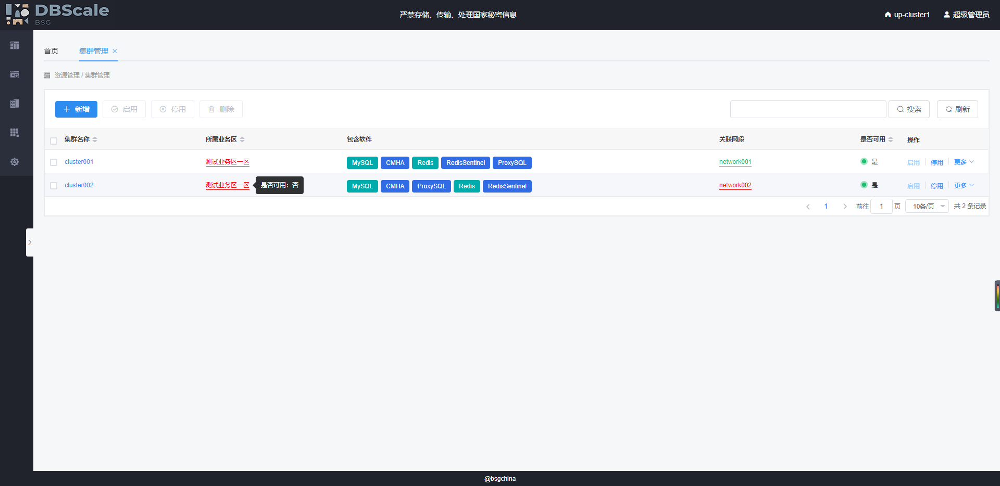 DBScale
BSG
严禁存储、传输、处理国家秘密信息
up-cluster1 超级管理员
首页 集群管理
资源管理 / 集群管理
新增 启用 停用 删除 搜索 刷新
集群名称 所属业务区 包含软件 关联网段 是否可用 操作
cluster001 测试业务区一区 MySQL CMHA Redis RedisSentinel ProxySQL network001 是 启用 停用 更多
cluster002 测试业务区一区 是否可用：否 MySQL CMHA ProxySQL Redis RedisSentinel network002 是 启用 停用 更多
1 前往 1 页 10条/页 共 2 条记录
@bsgchina